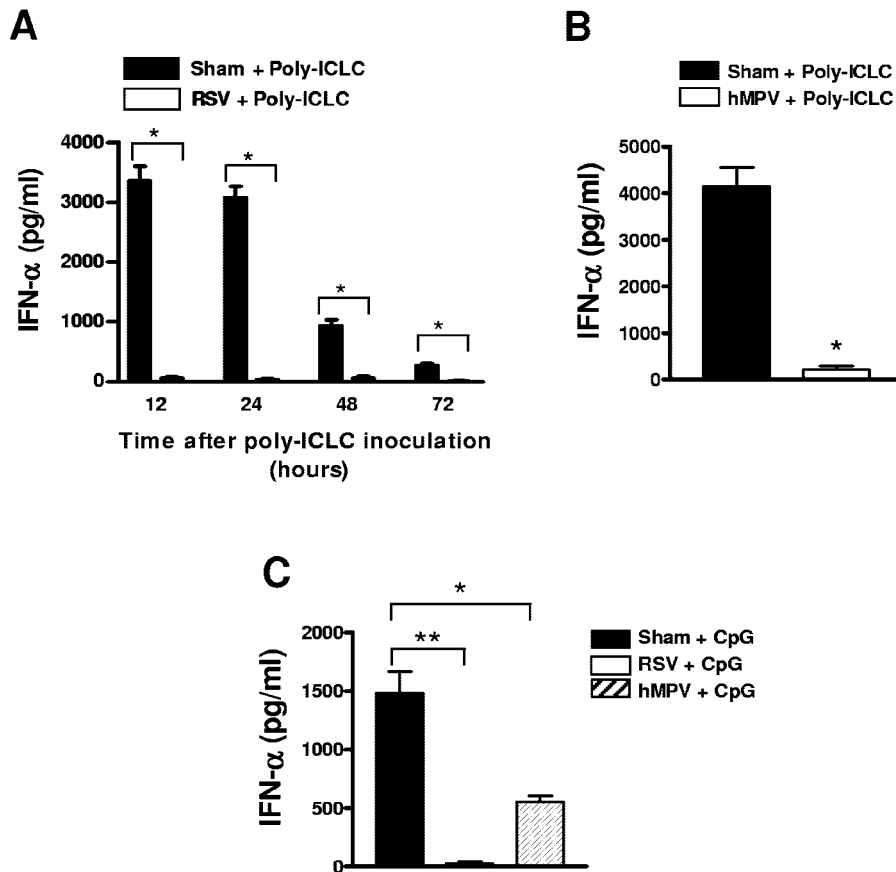 A
Sham + Poly-ICLC
RSV + Poly-ICLC
IFN-α (pg/ml)
4000
3000
2000
1000
0
*
*
*
*
12 24 48 72
Time after poly-ICLC inoculation
(hours)
B
Sham + Poly-ICLC
hMPV + Poly-ICLC
IFN-α (pg/ml)
5000
4000
3000
2000
1000
0
*
C
*
**
Sham + CpG
RSV + CpG
hMPV + CpG
IFN-α (pg/ml)
2000
1500
1000
500
0